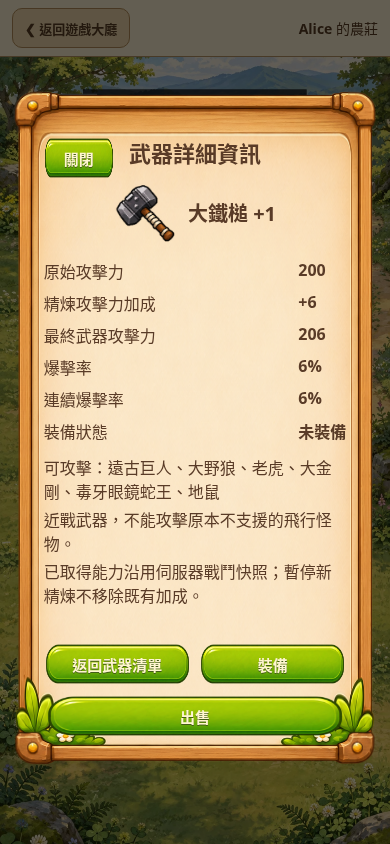 ❮ 返回遊戲大廳
Alice 的農莊
關閉
武器詳細資訊
大鐵槌 +1
原始攻擊力 200
精煉攻擊力加成 +6
最終武器攻擊力 206
爆擊率 6%
連續爆擊率 6%
裝備狀態 未裝備
可攻擊：遠古巨人、大野狼、老虎、大金
剛、毒牙眼鏡蛇王、地鼠
近戰武器，不能攻擊原本不支援的飛行怪
物。
已取得能力沿用伺服器戰鬥快照；暫停新
精煉不移除既有加成。
返回武器清單
裝備
出售